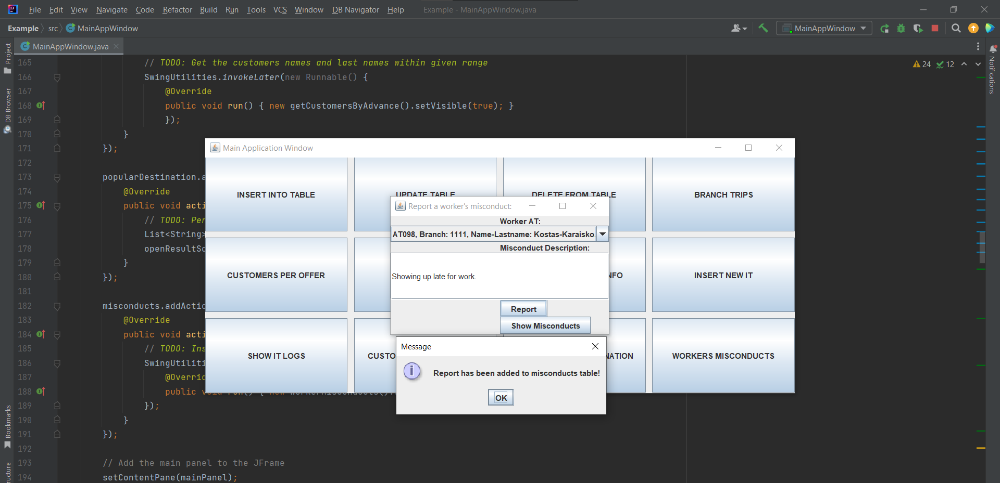 File Edit View Navigate Code Refactor Build Run Tools VCS Window DB Navigator Help Example - MainAppWindow.java
Example src MainAppWindow MainAppWindow
MainAppWindow.java
Project
DB Browser
Bookmarks
Notifications
24 12
165 // TODO: Get the customers names and last names within given range
166 SwingUtilities.invokeLater(new Runnable() {
167 @Override
168 public void run() { new getCustomersByAdvance().setVisible(true); }
169 });
170 }
171 });
172
173 popularDestination.a
174 @Override
175 public void acti
176 // TODO: Per
177 List<String>
178 openResultSc
179 }
180 });
181
182 misconducts.addActio
183 @Override
184 public void acti
185 // TODO: Ins
186 SwingUtiliti
187 @Overrid
188 public v
189 });
190 }
191 });
192
193 // Add the main panel to the JFrame
194 setContentPane(mainPanel);
Main Application Window
INSERT INTO TABLE UPDATE TABLE DELETE FROM TABLE BRANCH TRIPS
CUSTOMERS PER OFFER NFO INSERT NEW IT
SHOW IT LOGS CUSTO NATION WORKERS MISCONDUCTS
Report a worker's misconduct:
Worker AT:
AT098, Branch: 1111, Name-Lastname: Kostas-Karaisko.
Misconduct Description:
Showing up late for work.
Report
Show Misconducts
Message
Report has been added to misconducts table!
OK